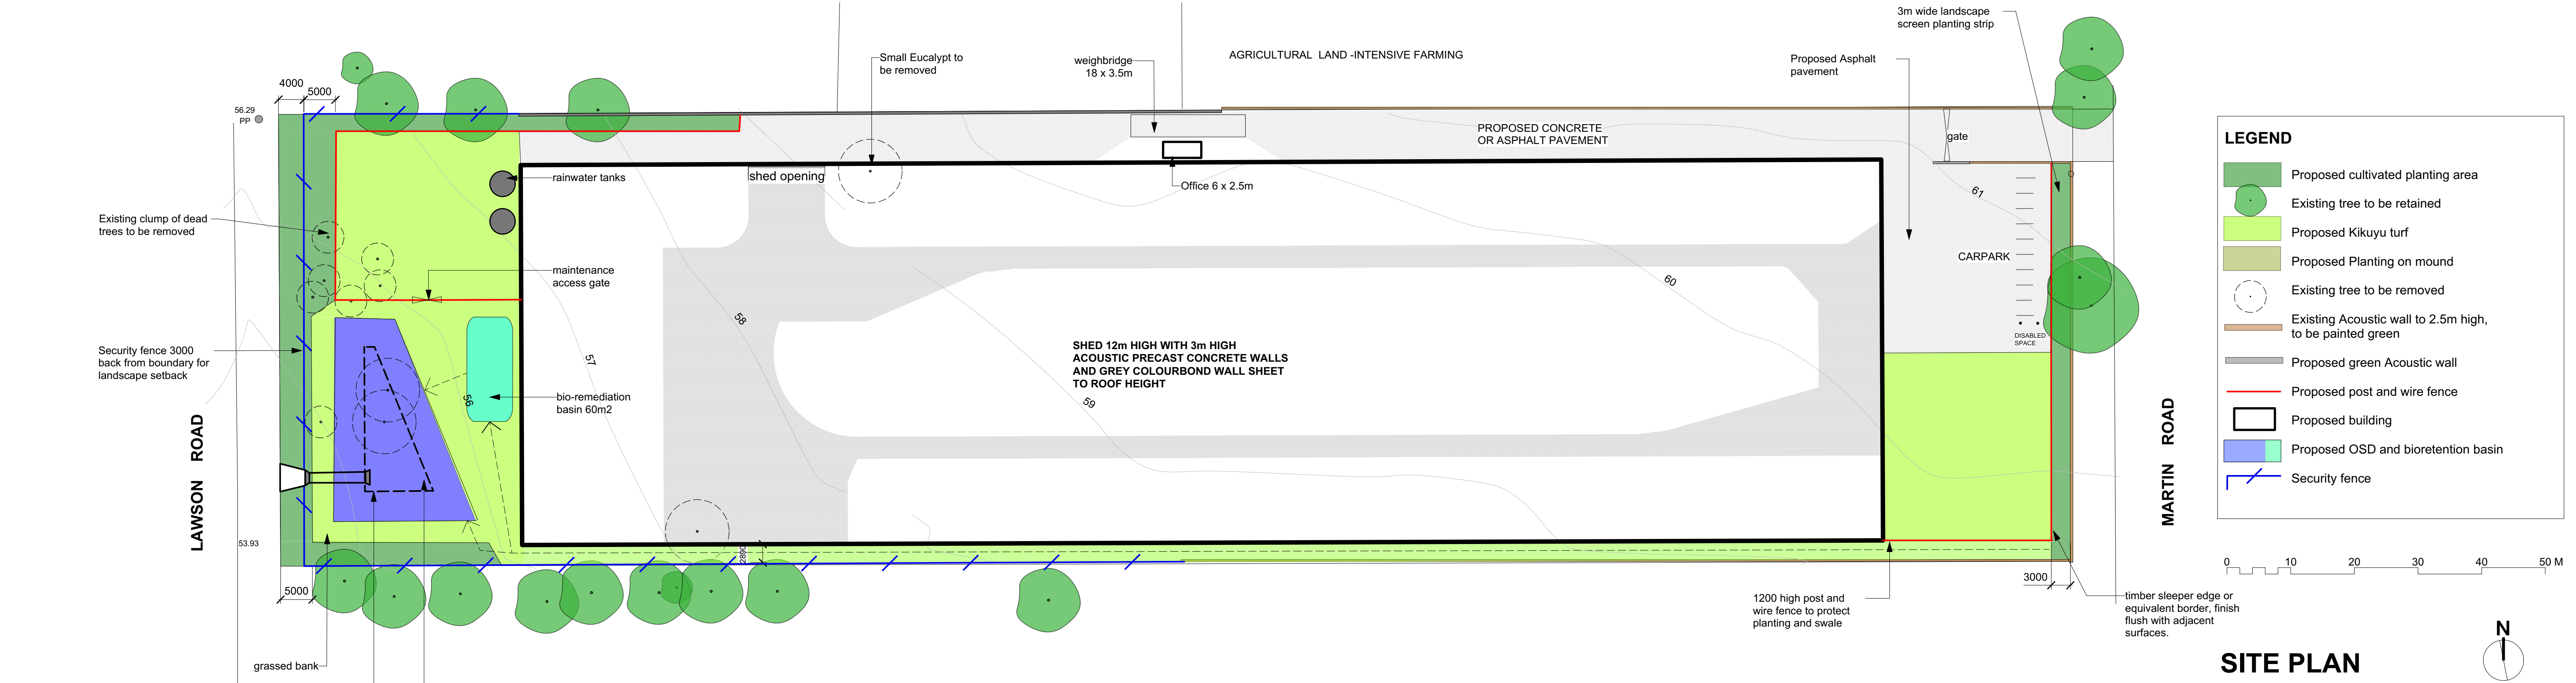 3m wide landscape
screen planting strip
Small Eucalypt to
be removed
weighbridge
18 x 3.5m
AGRICULTURAL LAND -INTENSIVE FARMING
Proposed Asphalt
pavement
4000
5000
56.29
PP
PROPOSED CONCRETE
OR ASPHALT PAVEMENT
gate
LEGEND
Proposed cultivated planting area
Existing tree to be retained
Proposed Kikuyu turf
Proposed Planting on mound
Existing tree to be removed
Existing Acoustic wall to 2.5m high,
to be painted green
Proposed green Acoustic wall
Proposed post and wire fence
Proposed building
Proposed OSD and bioretention basin
Security fence
rainwater tanks
shed opening
Office 6 x 2.5m
61
Existing clump of dead
trees to be removed
CARPARK
maintenance
access gate
60
58
57
DISABLED
SPACE
Security fence 3000
back from boundary for
landscape setback
SHED 12m HIGH WITH 3m HIGH
ACOUSTIC PRECAST CONCRETE WALLS
AND GREY COLOURBOND WALL SHEET
TO ROOF HEIGHT
56
bio-remediation
basin 60m2
59
LAWSON ROAD
MARTIN ROAD
53.93
2890
0 10 20 30 40 50 M
5000
3000
1200 high post and
wire fence to protect
planting and swale
timber sleeper edge or
equivalent border, finish
flush with adjacent
surfaces.
grassed bank
N
SITE PLAN